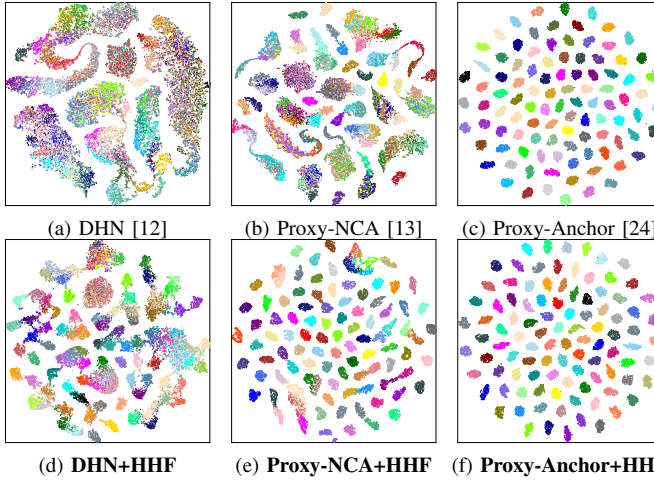 (a) DHN [12] (b) Proxy-NCA [13] (c) Proxy-Anchor [24]
(d) DHN+HHF (e) Proxy-NCA+HHF (f) Proxy-Anchor+HH